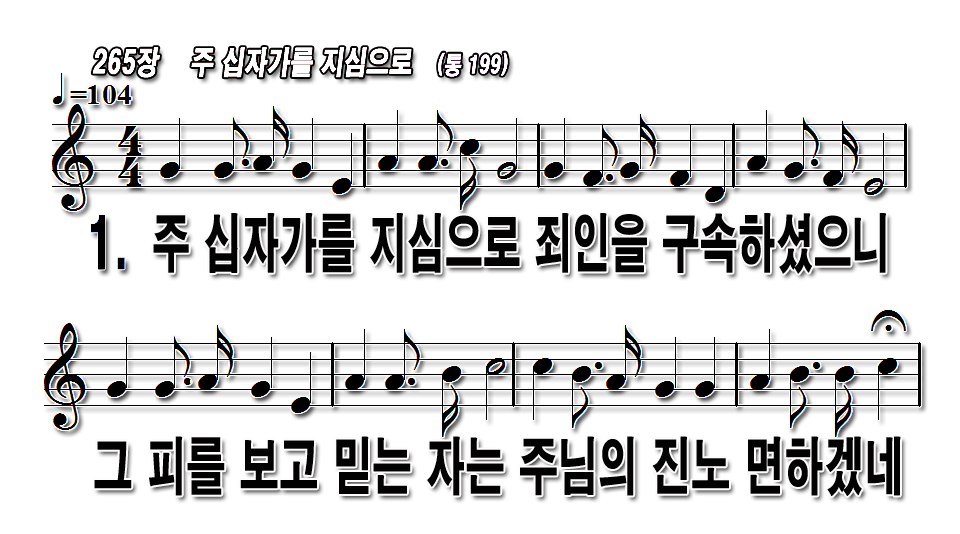 265장 주 십자가를 지심으로 (통 199)
♩=104
4
4
1. 주 십자가를 지심으로 죄인을 구속하셨으니
그 피를 보고 믿는 자는 주님의 진노 면하겠네